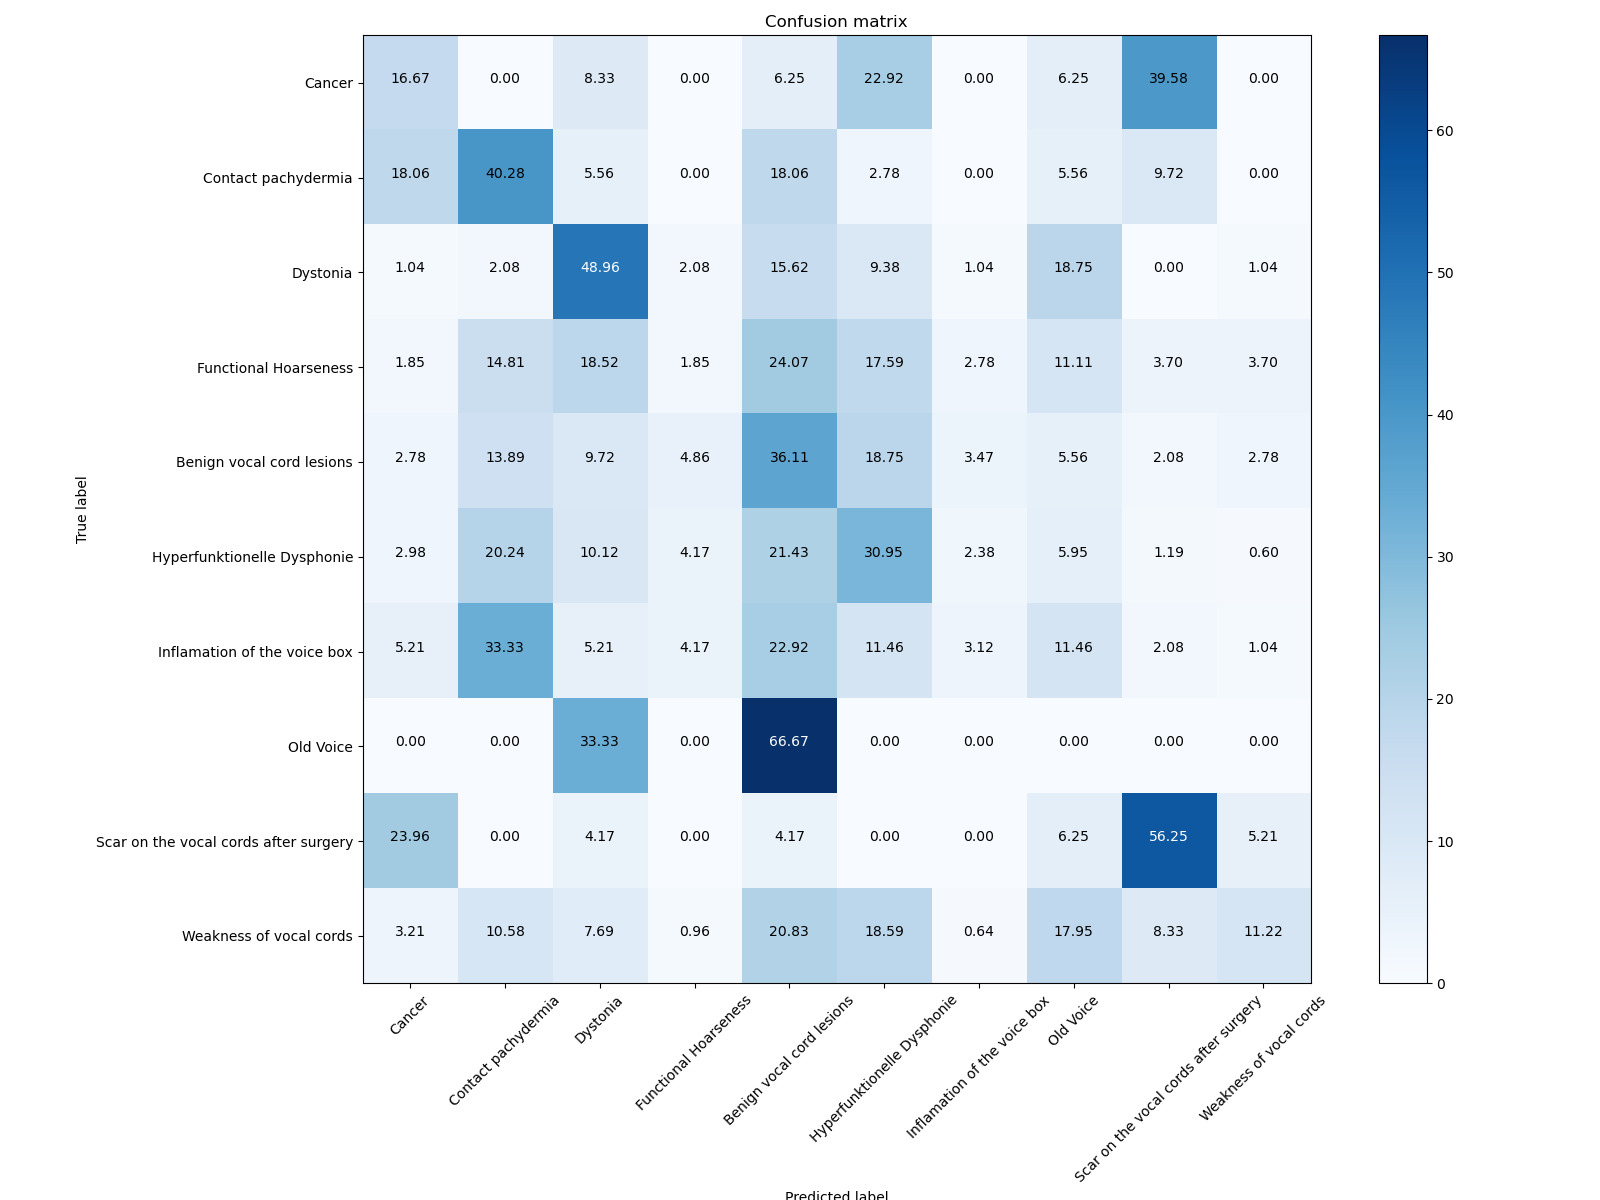 Confusion matrix
Cancer 16.67 0.00 8.33 0.00 6.25 22.92 0.00 6.25 39.58 0.00
Contact pachydermia 18.06 40.28 5.56 0.00 18.06 2.78 0.00 5.56 9.72 0.00
Dystonia 1.04 2.08 48.96 2.08 15.62 9.38 1.04 18.75 0.00 1.04
Functional Hoarseness 1.85 14.81 18.52 1.85 24.07 17.59 2.78 11.11 3.70 3.70
Benign vocal cord lesions 2.78 13.89 9.72 4.86 36.11 18.75 3.47 5.56 2.08 2.78
Hyperfunktionelle Dysphonie 2.98 20.24 10.12 4.17 21.43 30.95 2.38 5.95 1.19 0.60
Inflamation of the voice box 5.21 33.33 5.21 4.17 22.92 11.46 3.12 11.46 2.08 1.04
Old Voice 0.00 0.00 33.33 0.00 66.67 0.00 0.00 0.00 0.00 0.00
Scar on the vocal cords after surgery 23.96 0.00 4.17 0.00 4.17 0.00 0.00 6.25 56.25 5.21
Weakness of vocal cords 3.21 10.58 7.69 0.96 20.83 18.59 0.64 17.95 8.33 11.22
True label
Cancer
Contact pachydermia
Dystonia
Functional Hoarseness
Benign vocal cord lesions
Hyperfunktionelle Dysphonie
Inflamation of the voice box
Old Voice
Scar on the vocal cords after surgery
Weakness of vocal cords
Predicted label
60
50
40
30
20
10
0